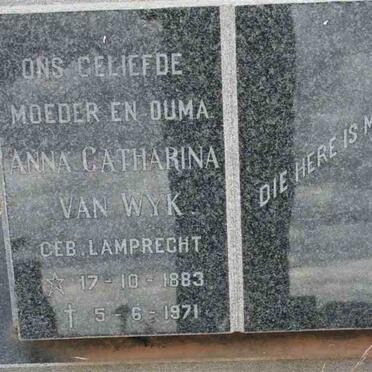 ONS GELIEFDE
MOEDER EN OUMA
ANNA CATHARINA
VAN WYK
GEB. LAMPRECHT
☆ 17-10-1883
† 5-6-1971
DIE HERE IS